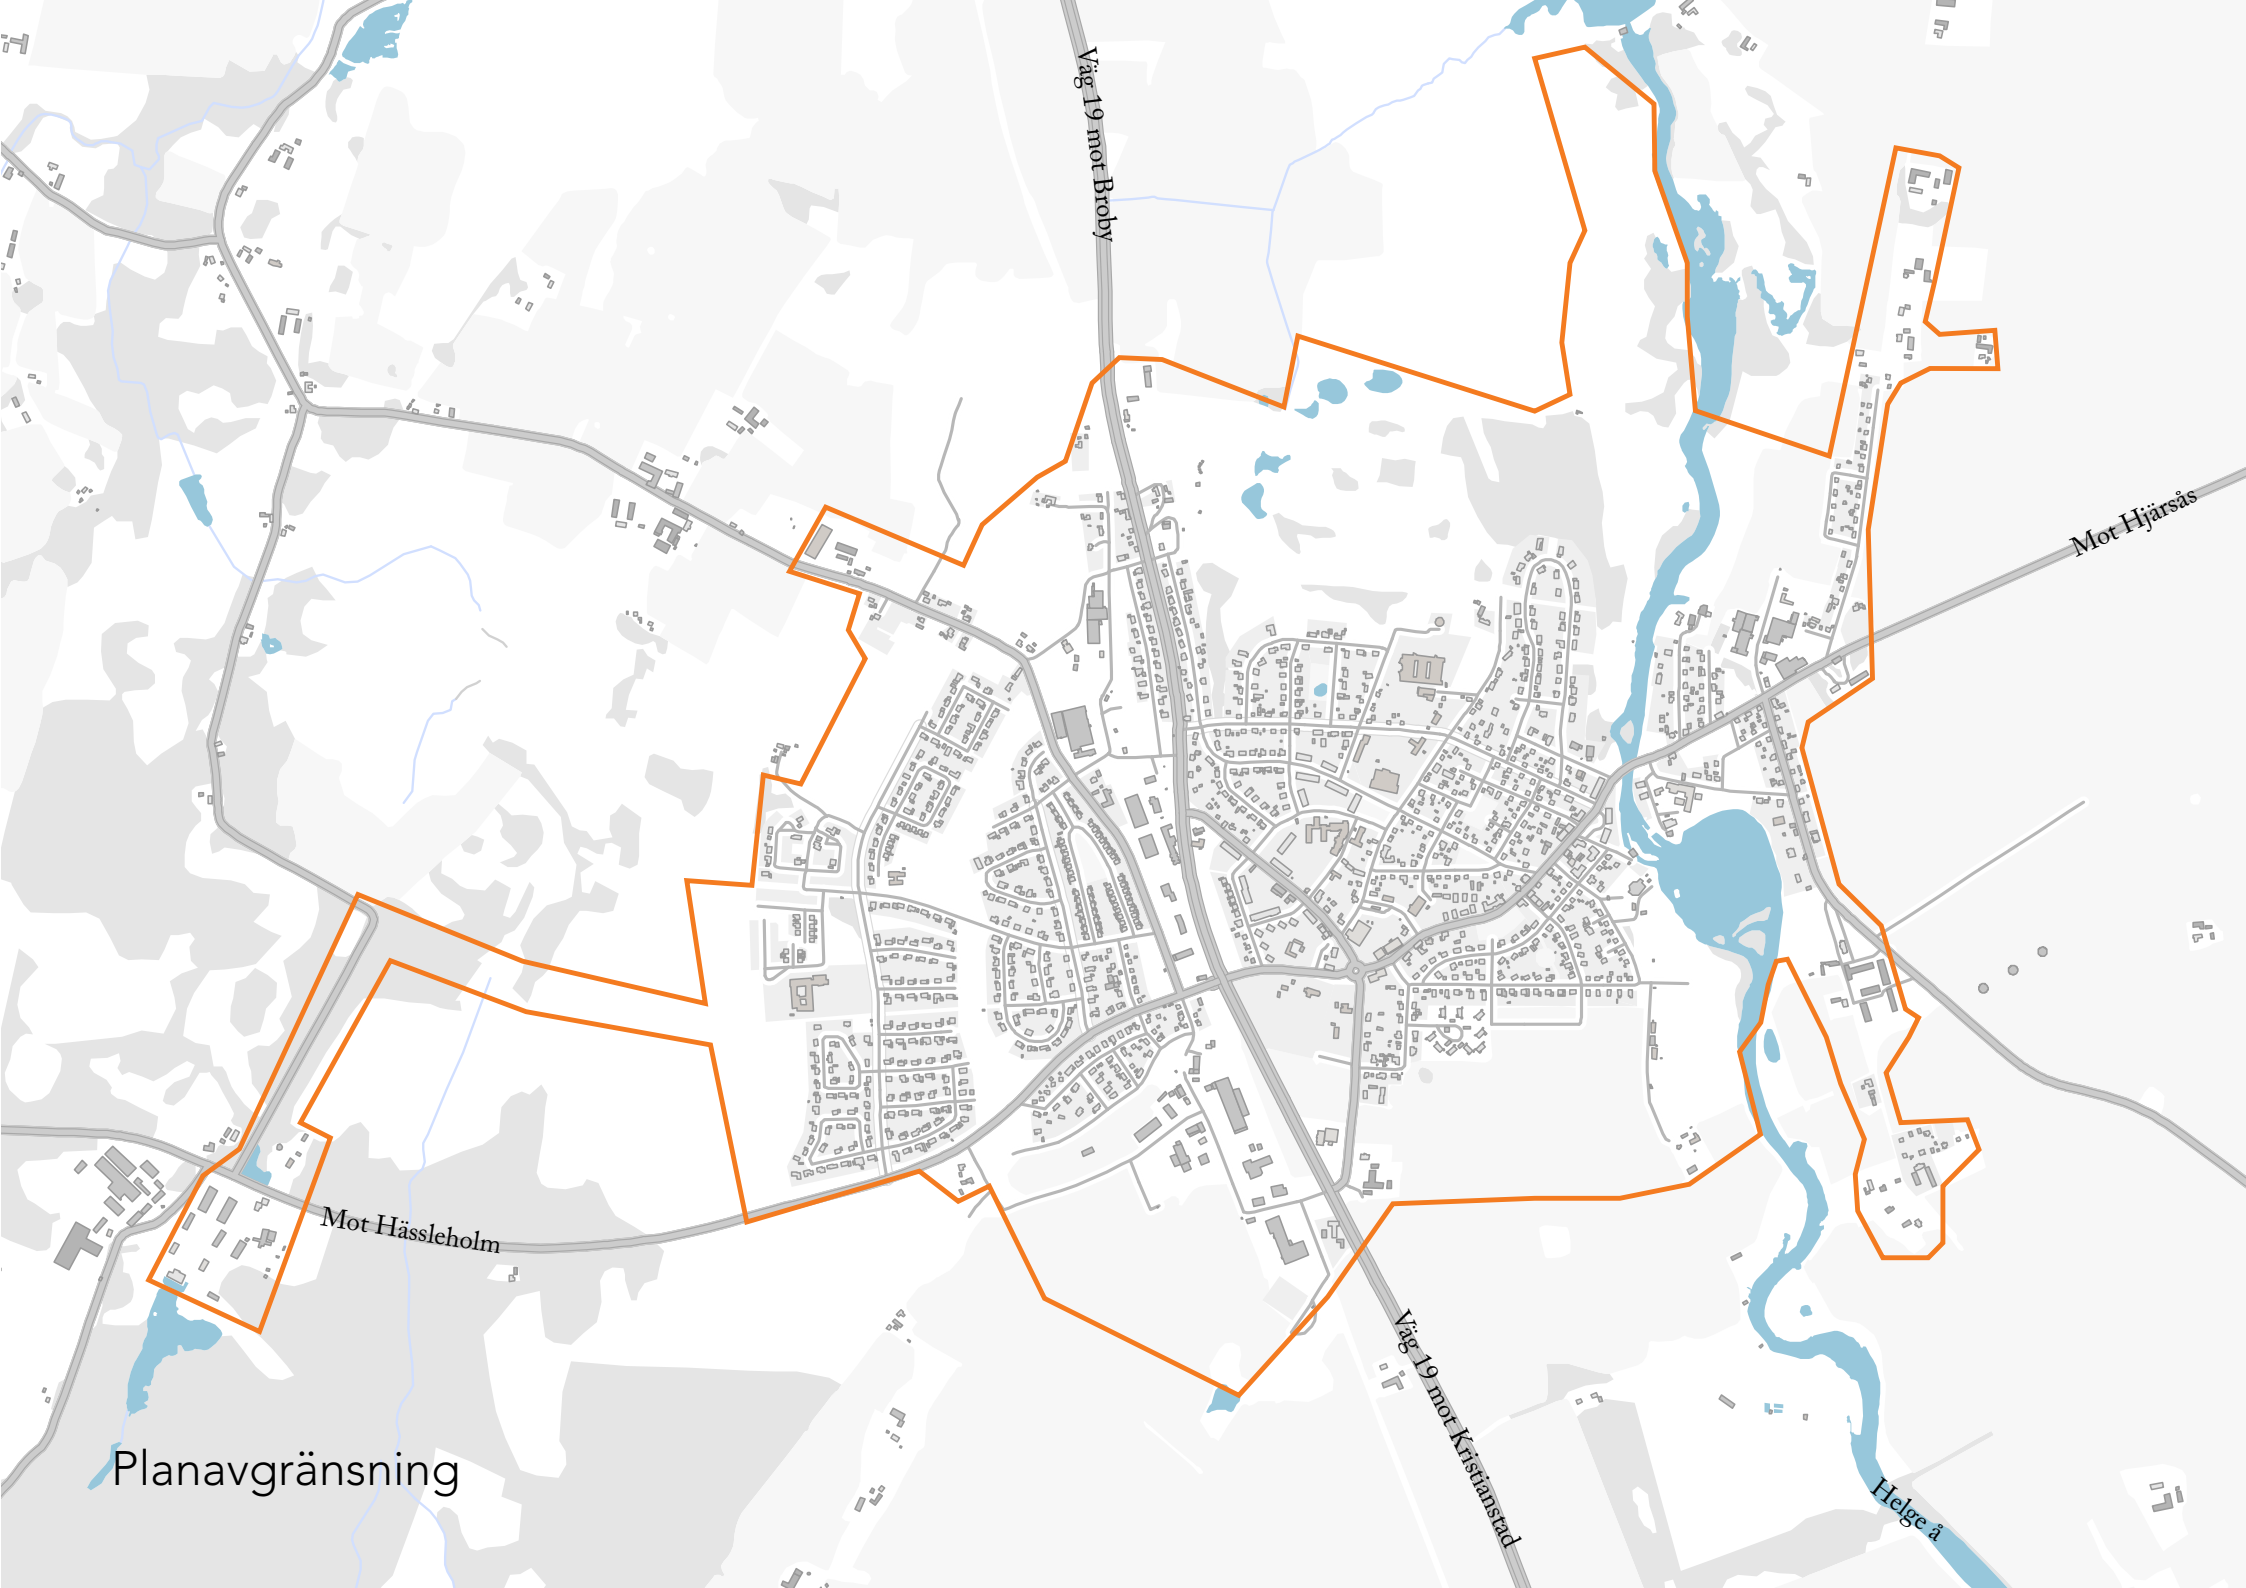 Väg 19 mot Broby
Mot Hjärsås
Mot Hässleholm
Väg 19 mot Kristianstad
Planavgränsning
Helge å